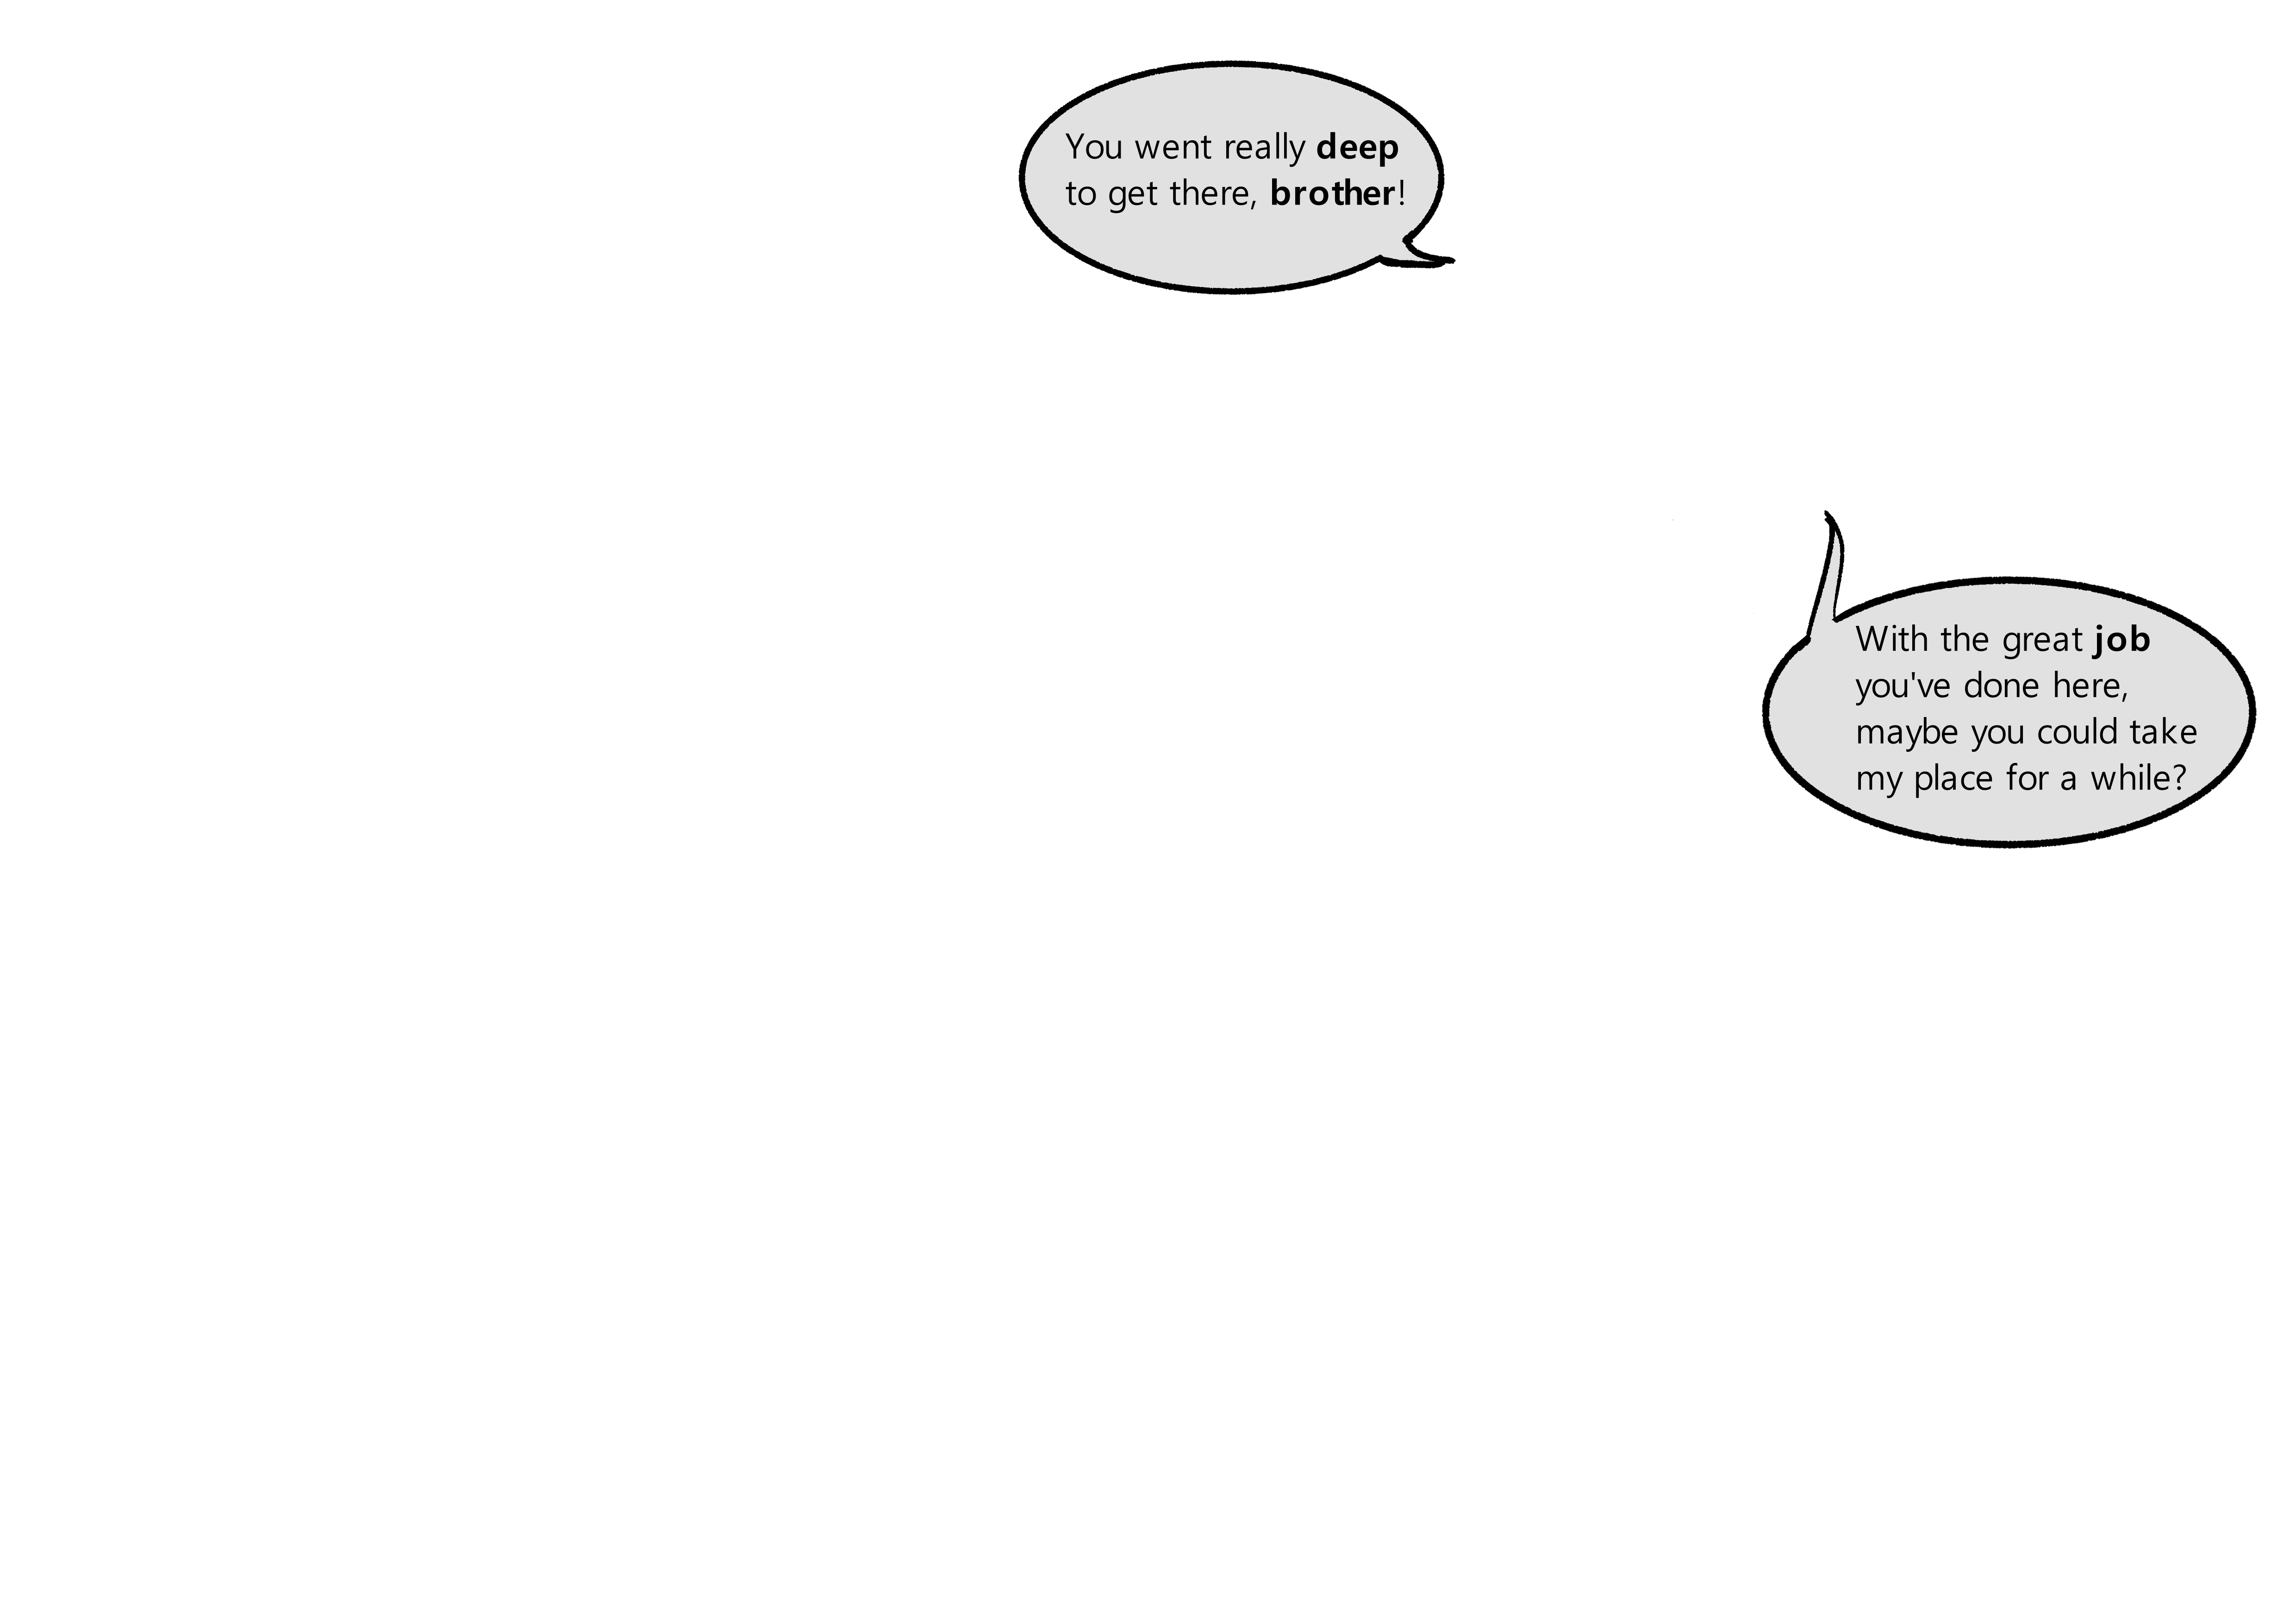 You went really deep
to get there, brother!
With the great job
you've done here,
maybe you could take
my place for a while?